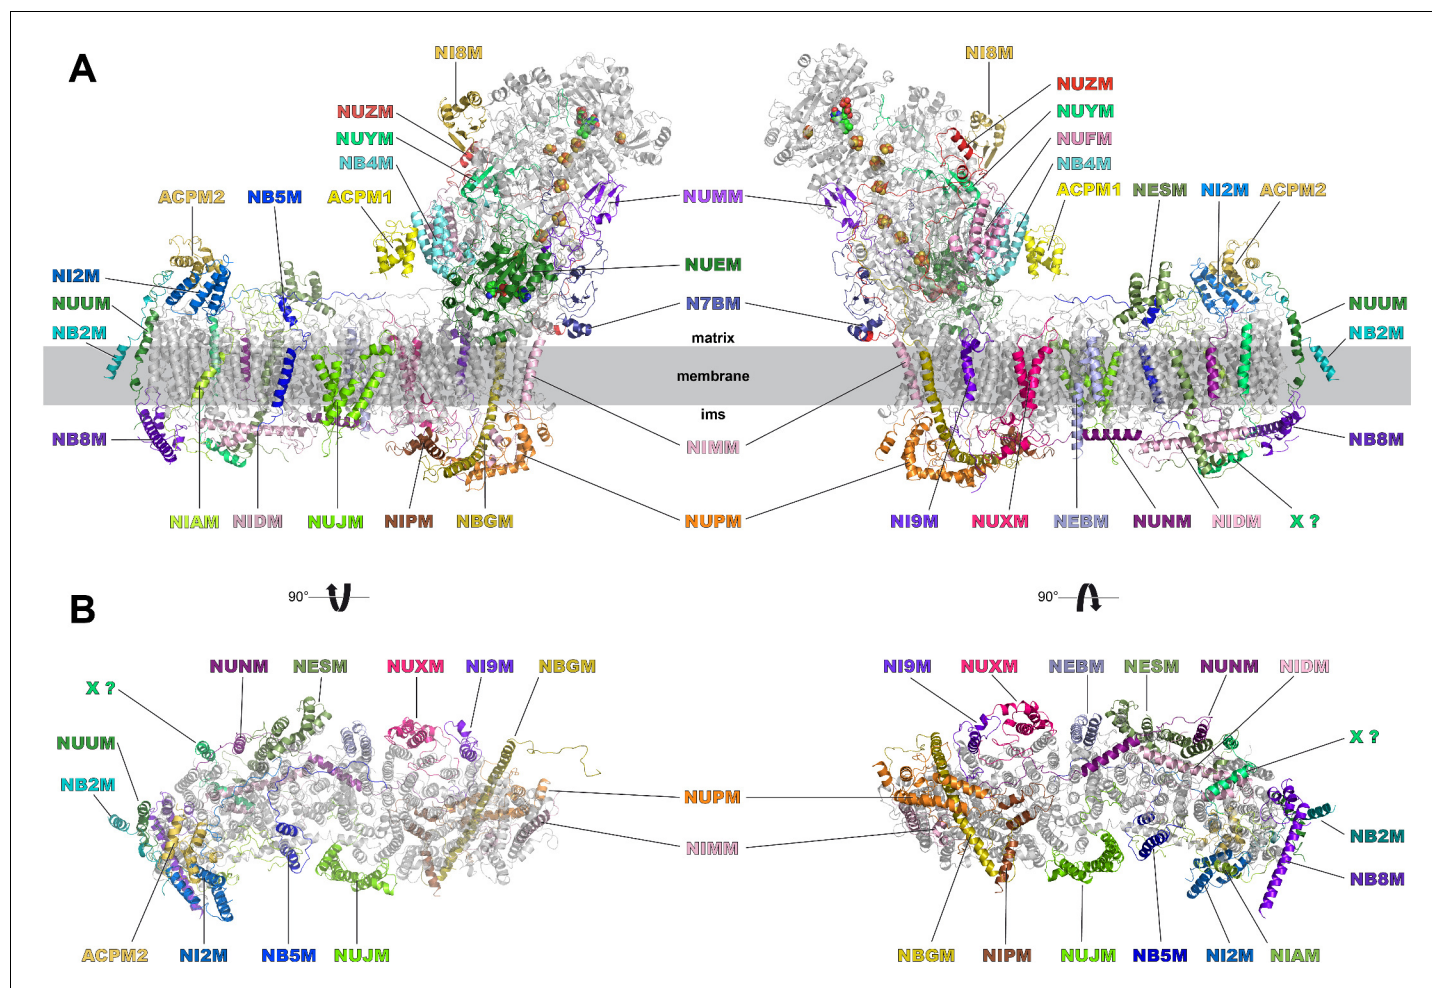 A
NI8M
NI8M
NUZM
NUZM
NUYM
NUYM
NUFM
NB4M
NB4M
ACPM2
NB5M
ACPM1
NUMM
ACPM1
NESM
NI2M
ACPM2
NI2M
NUEM
NUUM
N7BM
NUUM
NB2M
matrix
NB2M
membrane
ims
NB8M
NIMM
NB8M
NIAM
NIDM
NUJM
NIPM
NBGM
NUPM
NI9M
NUXM
NEBM
NUNM
NIDM
X ?
90°
90°
B
NUNM
NESM
NUXM
NI9M
NBGM
NI9M
NUXM
NEBM
NESM
NUNM
NIDM
X ?
NUUM
X ?
NB2M
NUPM
NIMM
NB2M
NB8M
ACPM2
NI2M
NB5M
NUJM
NBGM
NIPM
NUJM
NB5M
NI2M
NIAM